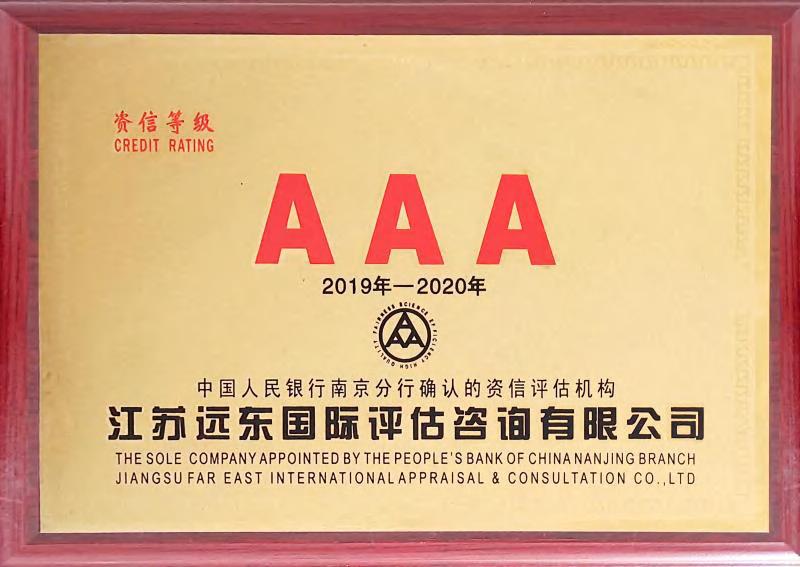 资信等级
CREDIT RATING
AAA
2019年—2020年
中国人民银行南京分行确认的资信评估机构
江苏远东国际评估咨询有限公司
THE SOLE COMPANY APPOINTED BY THE PEOPLE'S BANK OF CHINA NANJING BRANCH
JIANGSU FAR EAST INTERNATIONAL APPRAISAL & CONSULTATION CO.,LTD